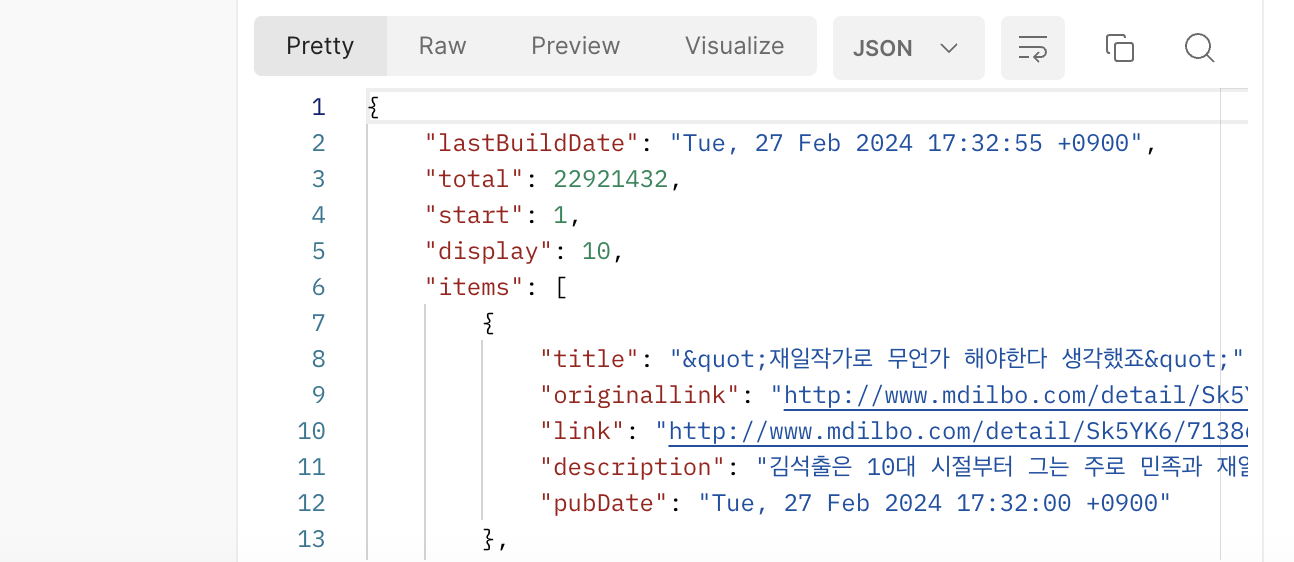 Pretty Raw Preview Visualize JSON
1 {
2 "lastBuildDate": "Tue, 27 Feb 2024 17:32:55 +0900",
3 "total": 22921432,
4 "start": 1,
5 "display": 10,
6 "items": [
7 {
8 "title": "&quot;재일작가로 무언가 해야한다 생각했죠&quot;"
9 "originallink": "http://www.mdilbo.com/detail/Sk5Y
10 "link": "http://www.mdilbo.com/detail/Sk5YK6/7138
11 "description": "김석출은 10대 시절부터 그는 주로 민족과 재일
12 "pubDate": "Tue, 27 Feb 2024 17:32:00 +0900"
13 },